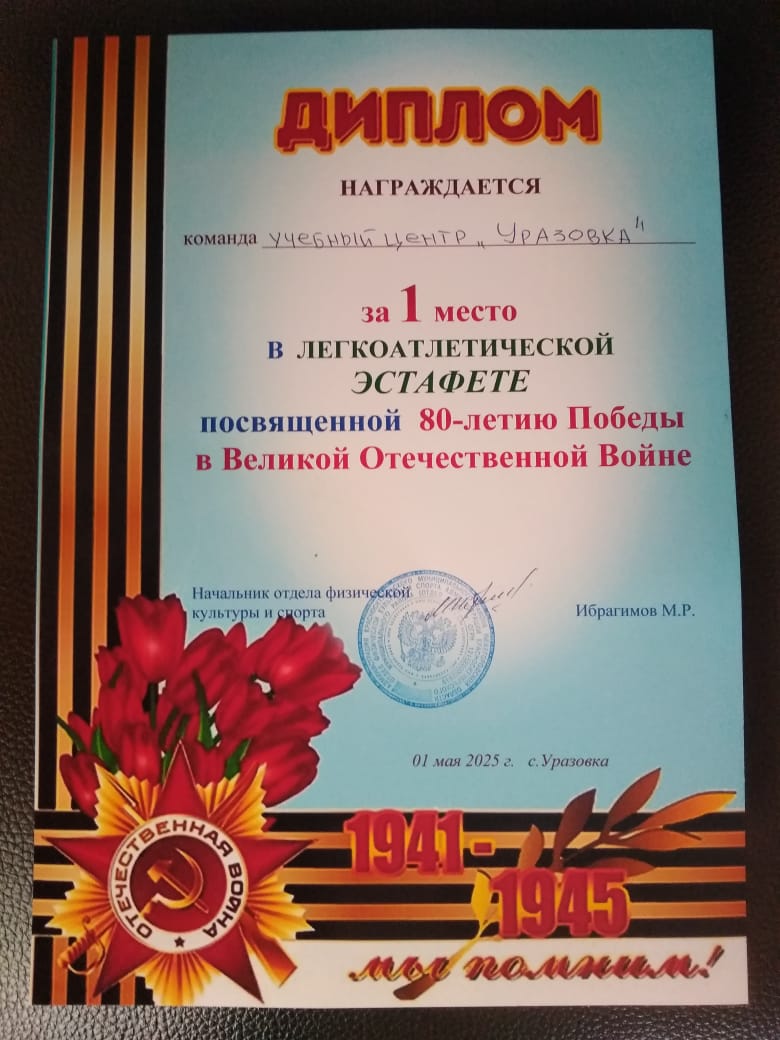 ДИПЛОМ
НАГРАЖДАЕТСЯ
команда учебный центр „Уразовка"
за 1 место
в ЛЕГКОАТЛЕТИЧЕСКОЙ
ЭСТАФЕТЕ
посвященной 80-летию Победы
в Великой Отечественной Войне
Начальник отдела физической
культуры и спорта
Ибрагимов М.Р.
01 мая 2025 г. с.Уразовка
ОТЕЧЕСТВЕННАЯ ВОЙНА
1941-
1945
мы помним!